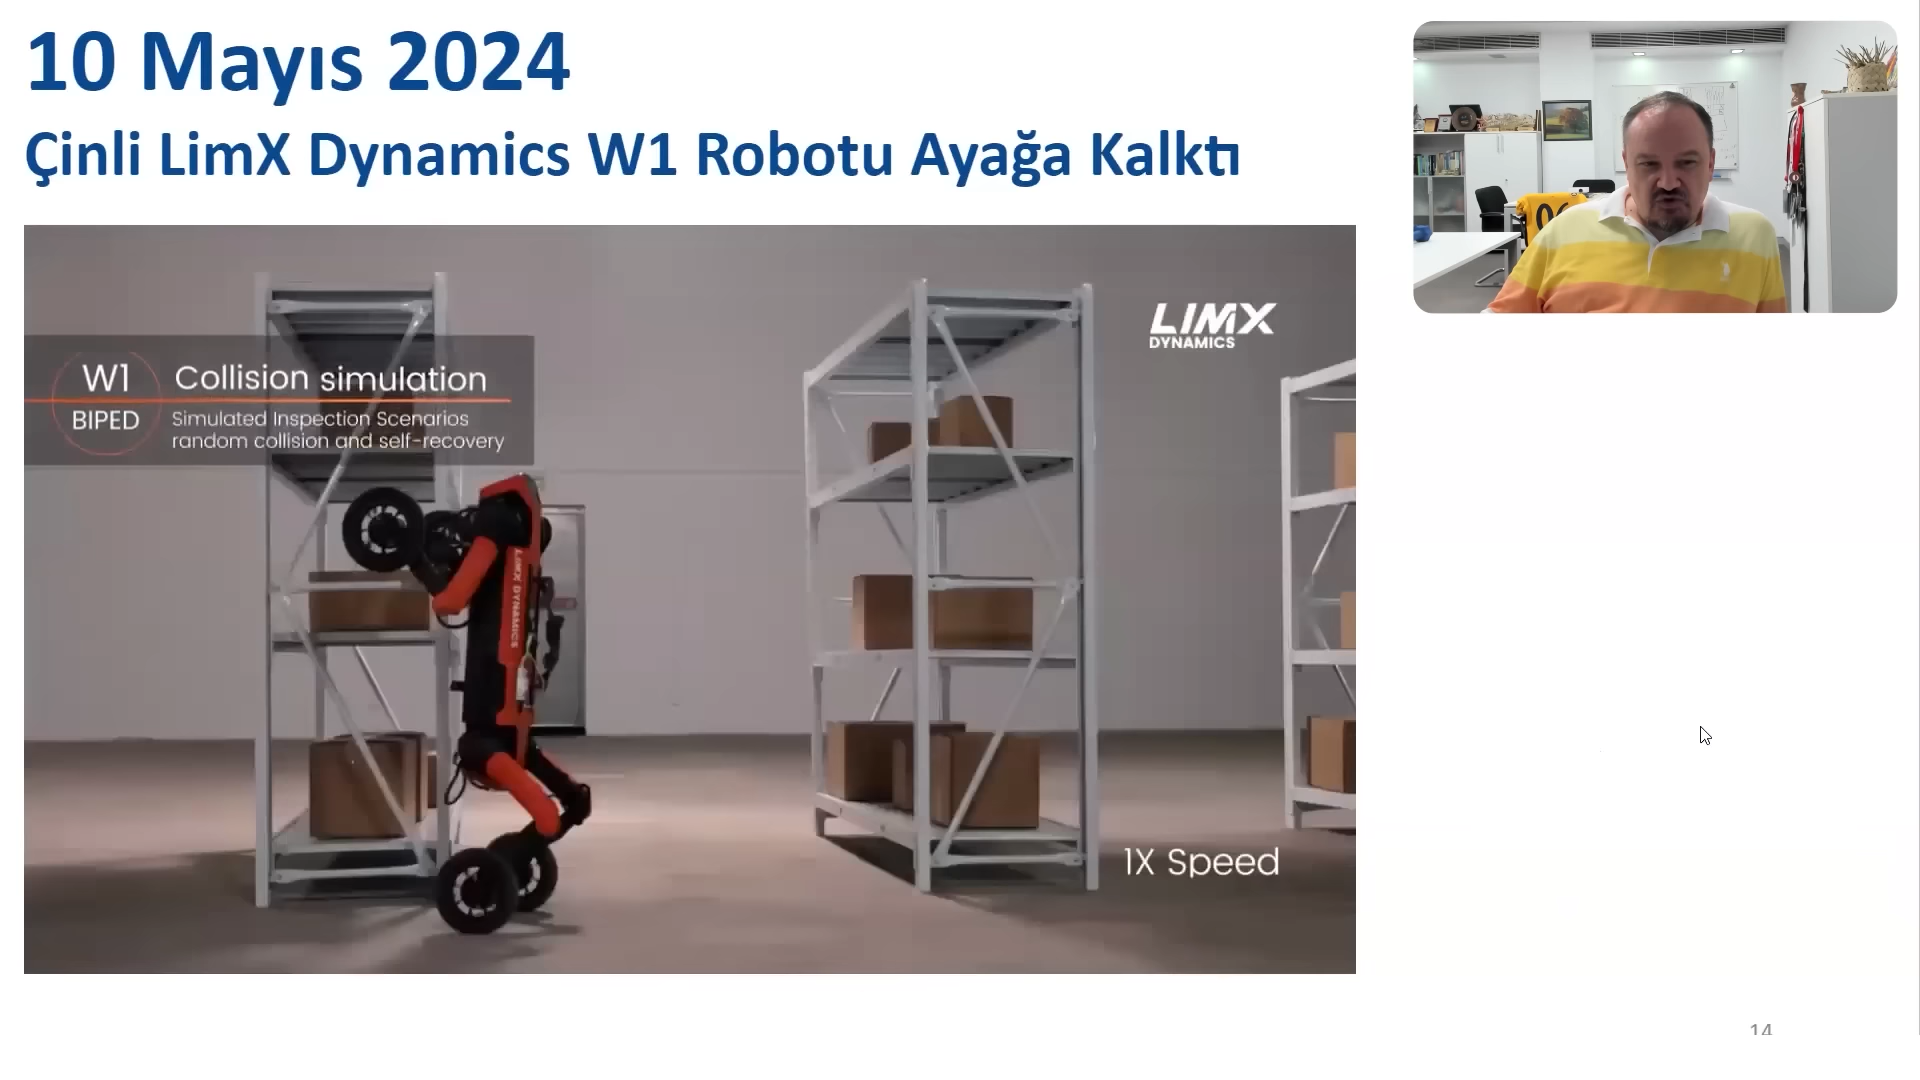 10 Mayıs 2024
Çinli LimX Dynamics W1 Robotu Ayağa Kalktı
LIMX
DYNAMICS
W1
Collision simulation
BIPED
Simulated Inspection Scenarios
random collision and self-recovery
LIMX DYNAMICS
1X Speed
14